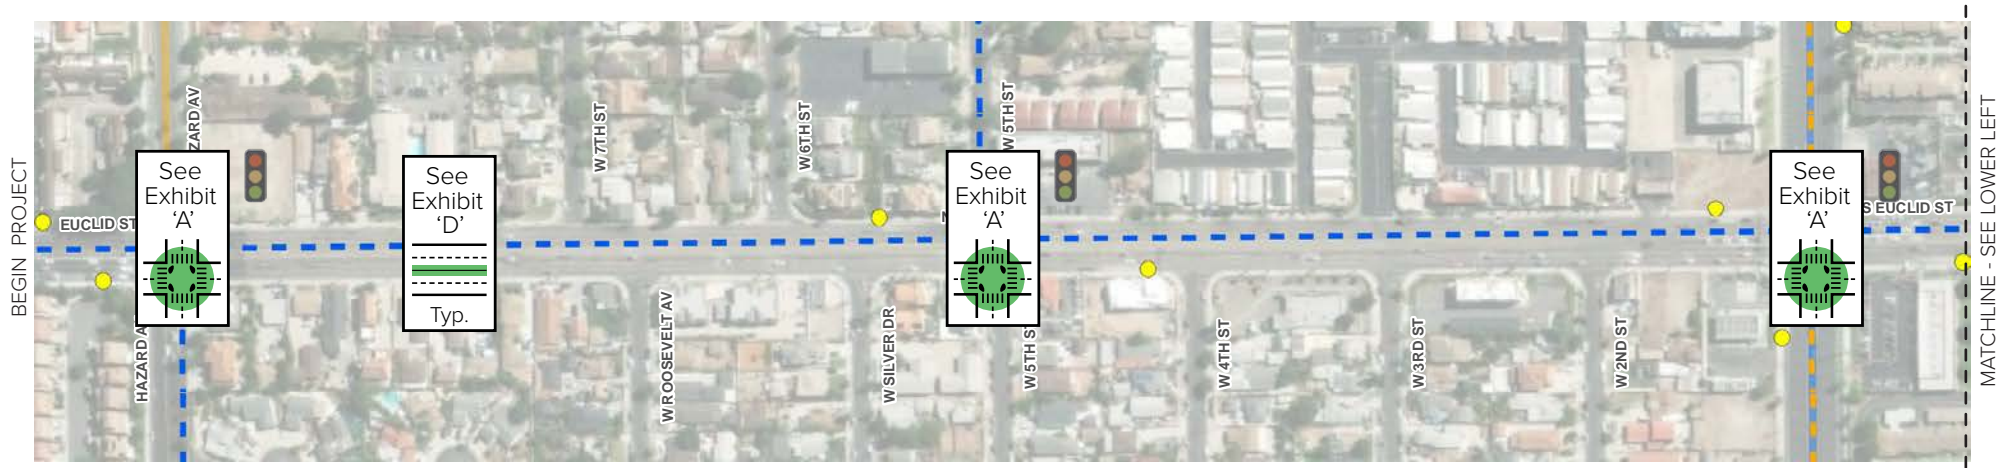 BEGIN PROJECT
EUCLID ST
ZARD AV
See
Exhibit
‘A’
HAZARD A
See
Exhibit
‘D’
Typ.
W 7TH ST
W ROOSEVELT AV
W 6TH ST
W SILVER DR
W 5TH ST
See
Exhibit
‘A’
W 5TH S
W 4TH ST
W 3RD ST
W 2ND ST
See
Exhibit
‘A’
S EUCLID ST
MATCHLINE - SEE LOWER LEFT